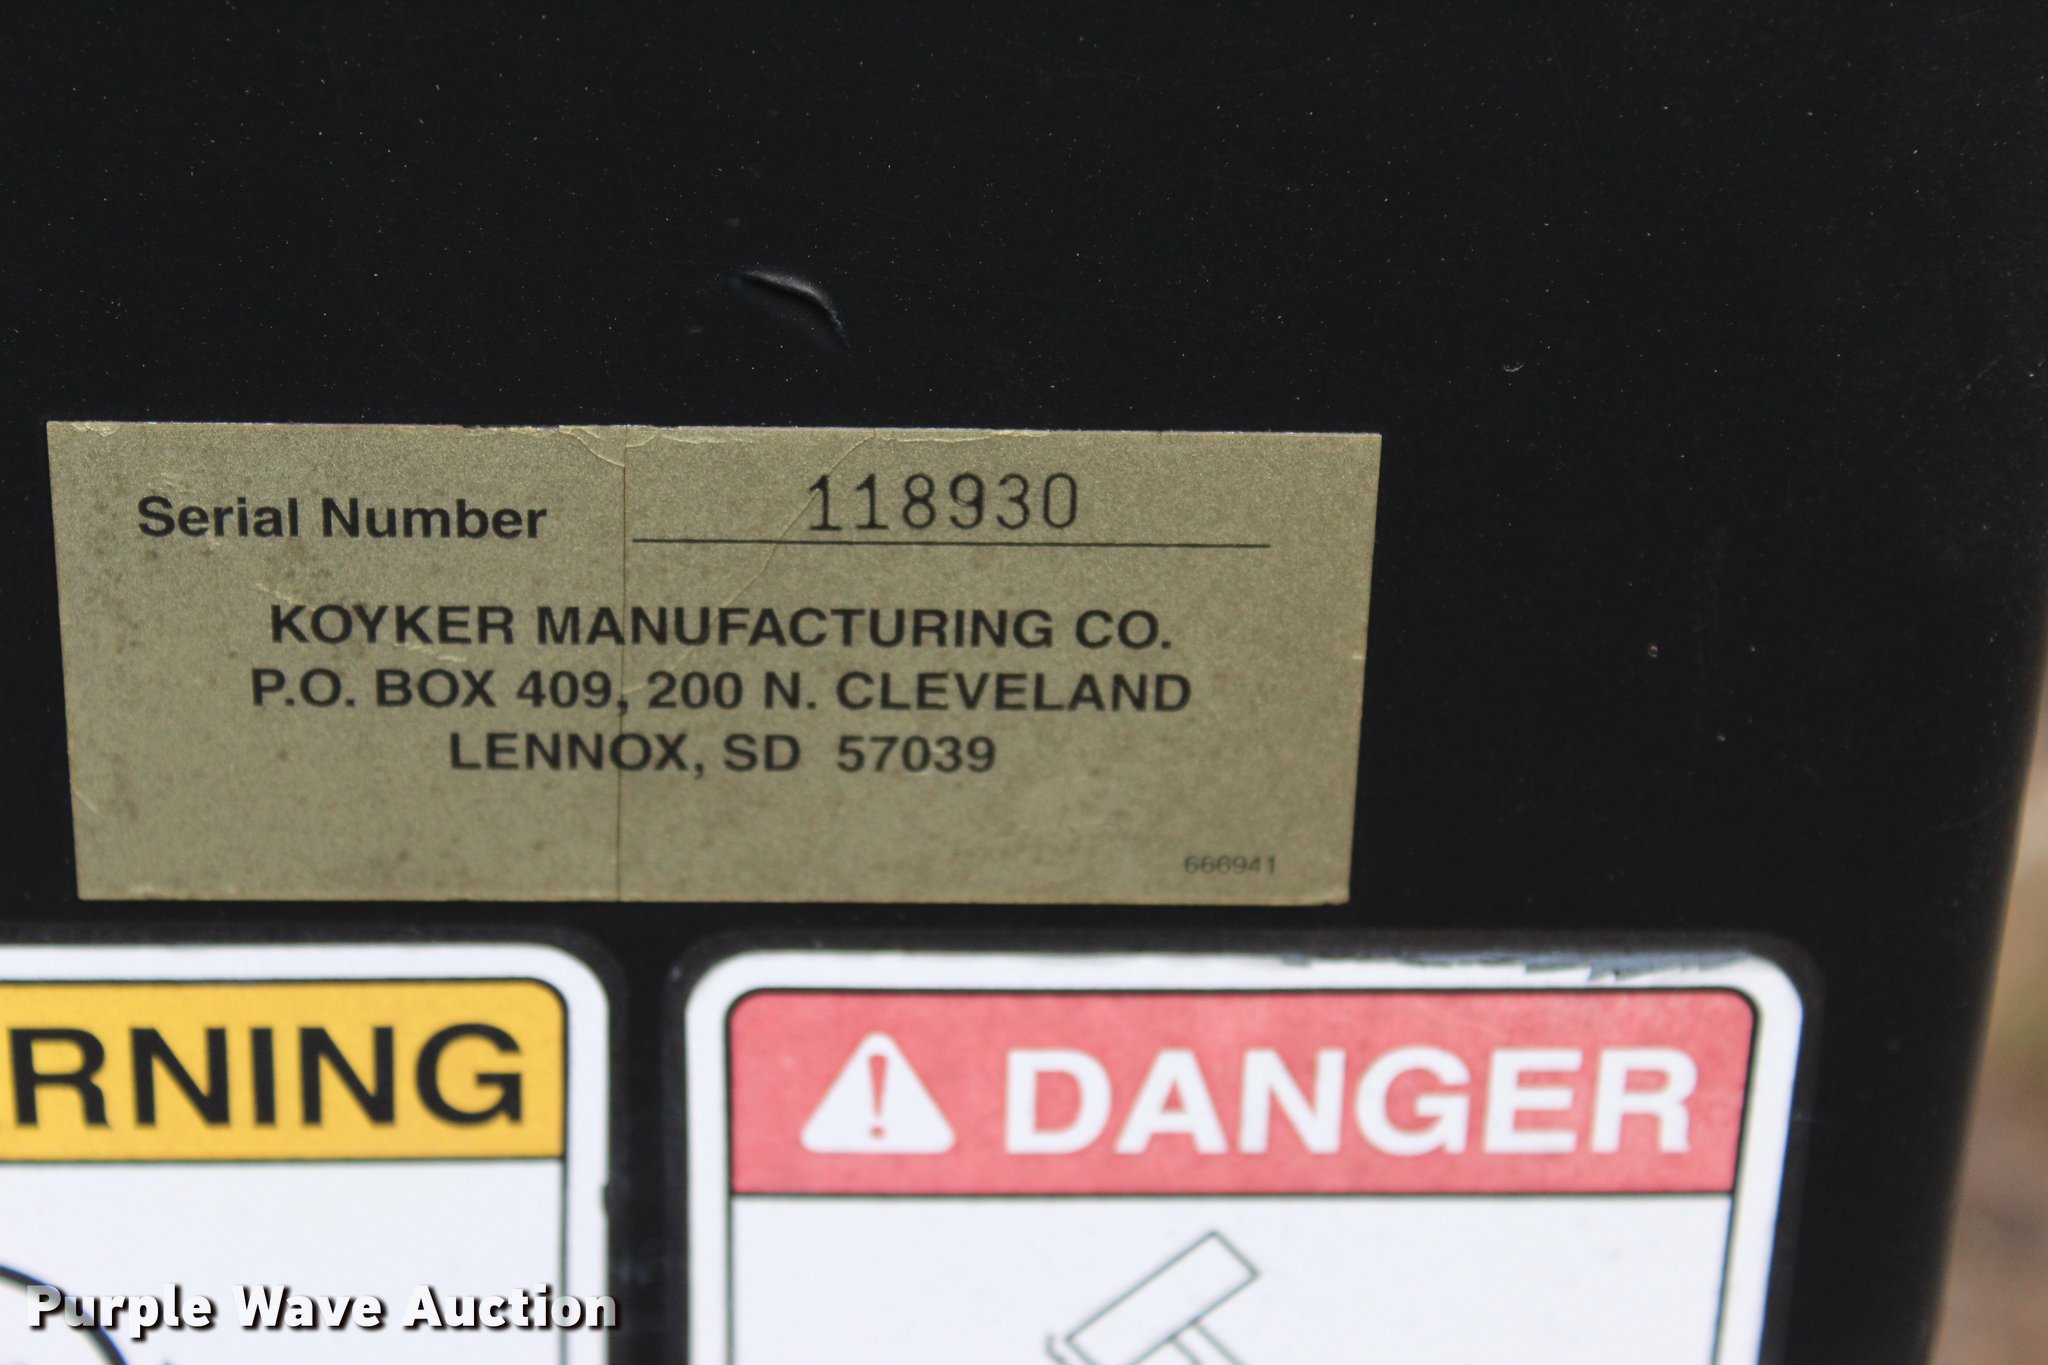 Serial Number 118930
KOYKER MANUFACTURING CO.
P.O. BOX 409, 200 N. CLEVELAND
LENNOX, SD 57039
666941
RNING
DANGER
Purple Wave Auction